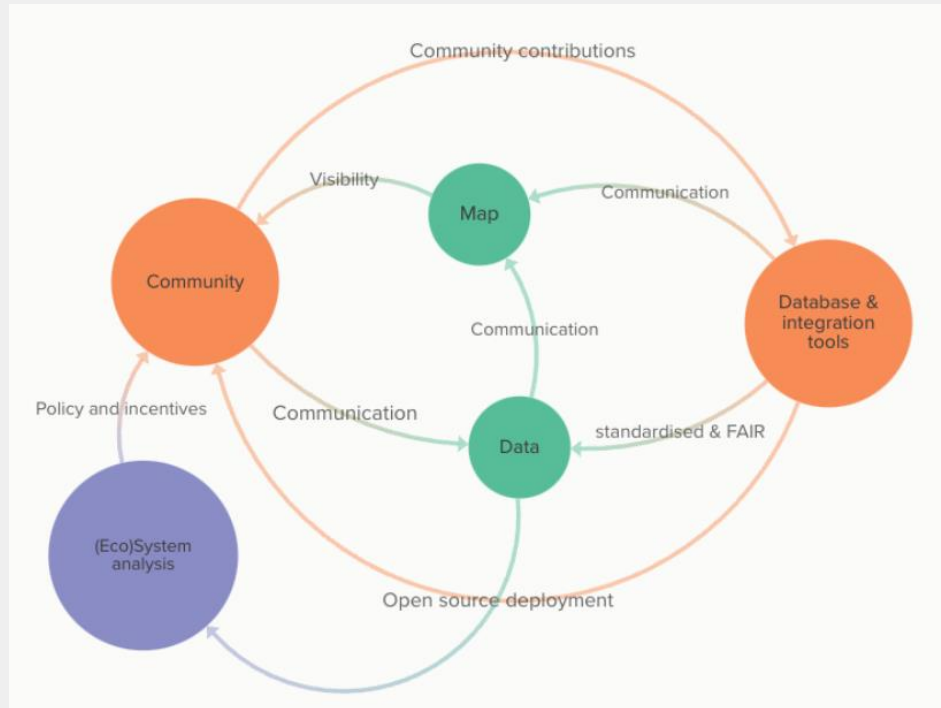 Community contributions
Visibility
Map
Communication
Community
Database &
integration
tools
Communication
Policy and incentives
Communication
standardised & FAIR
Data
(Eco)System
analysis
Open source deployment